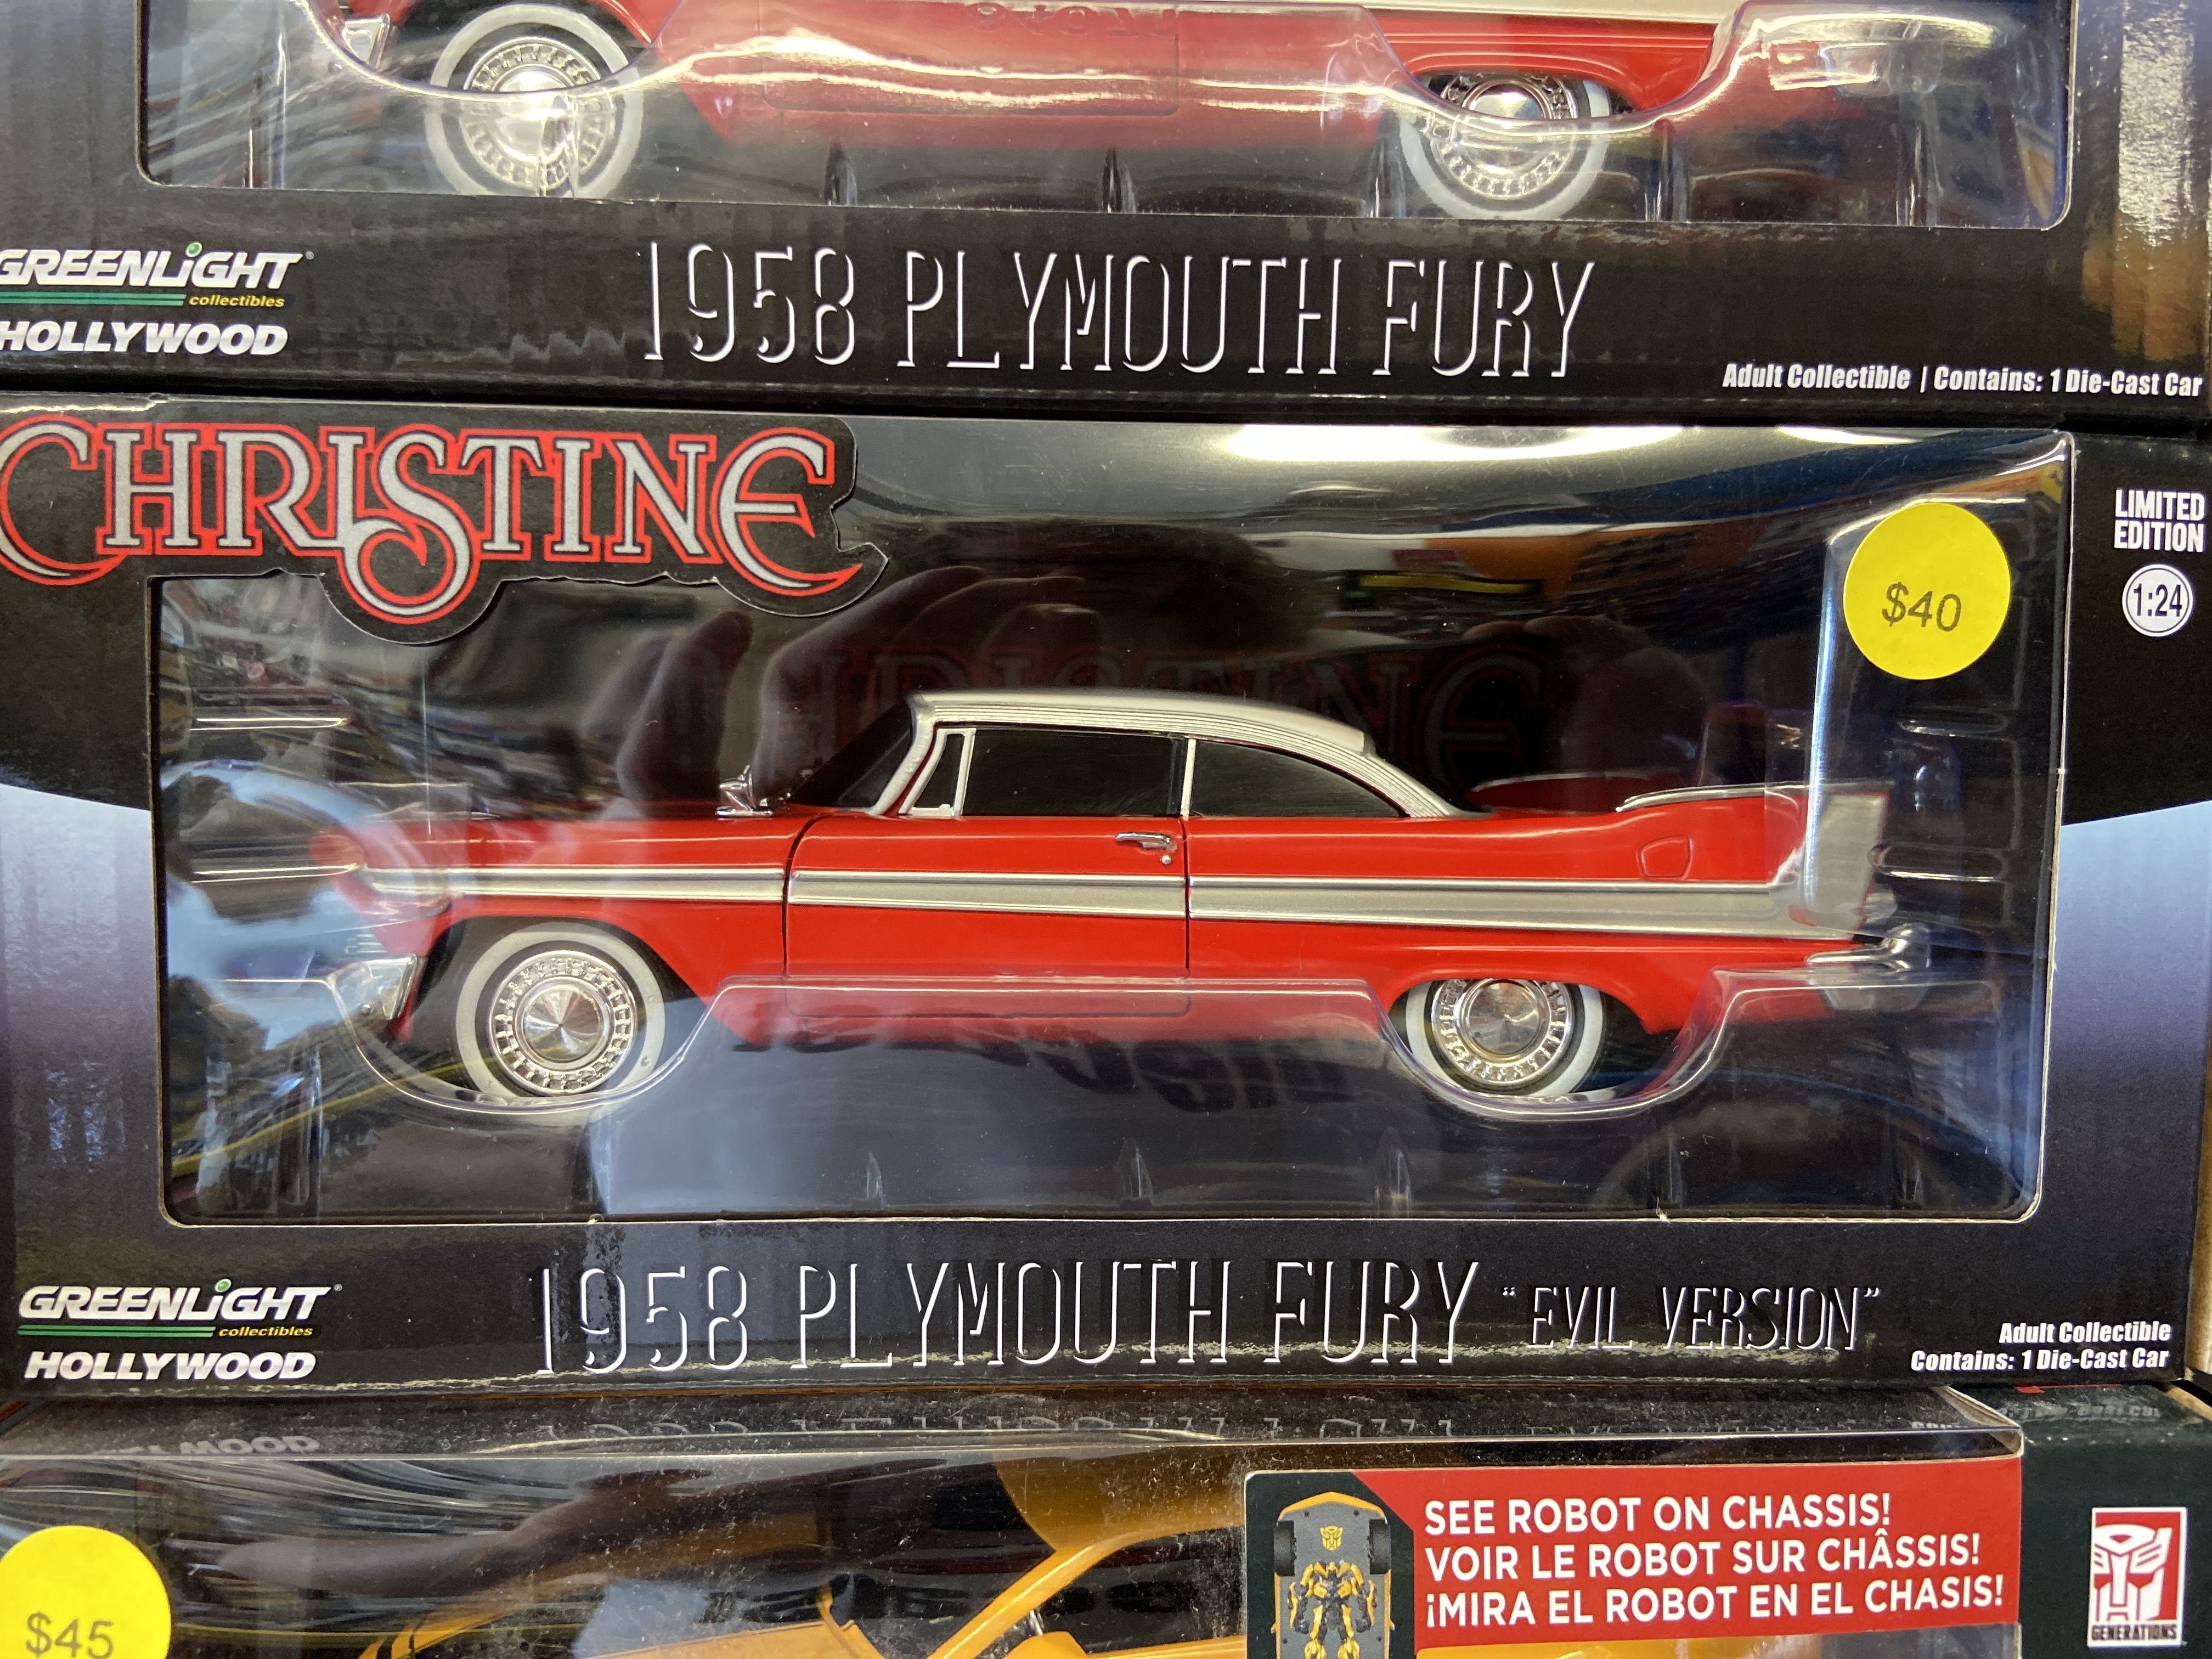 GREENLiGHT
collectibles
HOLLYWOOD
1958 PLYMOUTH FURY
Adult Collectible | Contains: 1 Die-Cast Car
CHRISTINE
LIMITED
EDITION
1:24
$40
CHRISTINE
GREENLiGHT
collectibles
HOLLYWOOD
1958 PLYMOUTH FURY "EVIL VERSION"
Adult Collectible
Contains: 1 Die-Cast Car
SEE ROBOT ON CHASSIS!
VOIR LE ROBOT SUR CHÂSSIS!
¡MIRA EL ROBOT EN EL CHASIS!
GENERATIONS
$45